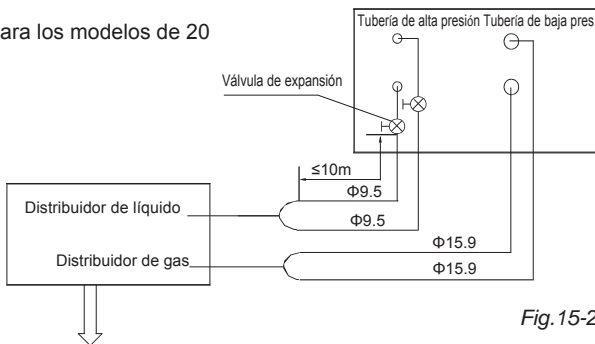 para los modelos de 20
Tubería de alta presión Tubería de baja pres
Válvula de expansión
≤10m
Φ9.5
Distribuidor de líquido
Φ9.5
Φ15.9
Distribuidor de gas
Φ15.9
Fig.15-2